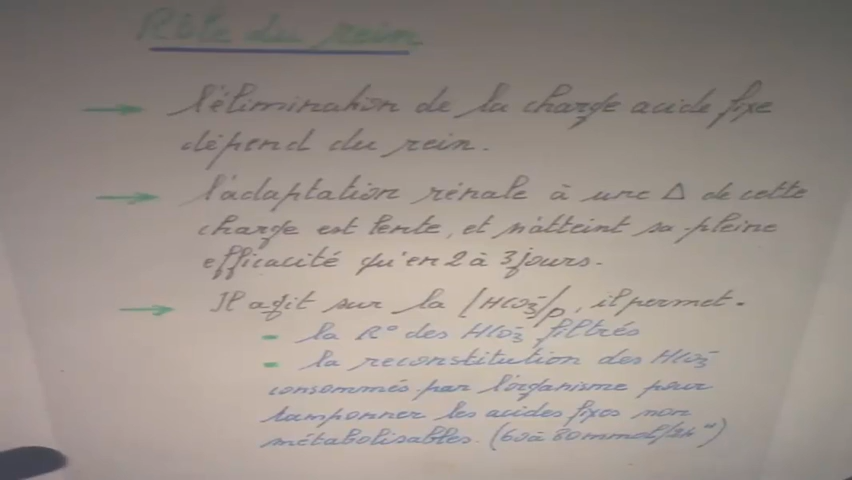 Rôle du rein
→ l'élimination de la charge acide fixe
dépend du rein.
→ l'adaptation rénale à une Δ de cette
charge est lente, et n'atteint sa pleine
efficacité qu'en 2 à 3 jours.
→ Il agit sur la [HCO3-]p, il permet.
- la R° des HCO3- filtrés
- la reconstitution des HCO3-
consommés par l'organisme pour
tamponner les acides fixes non
métabolisables. (60 à 80 mmol/24h)